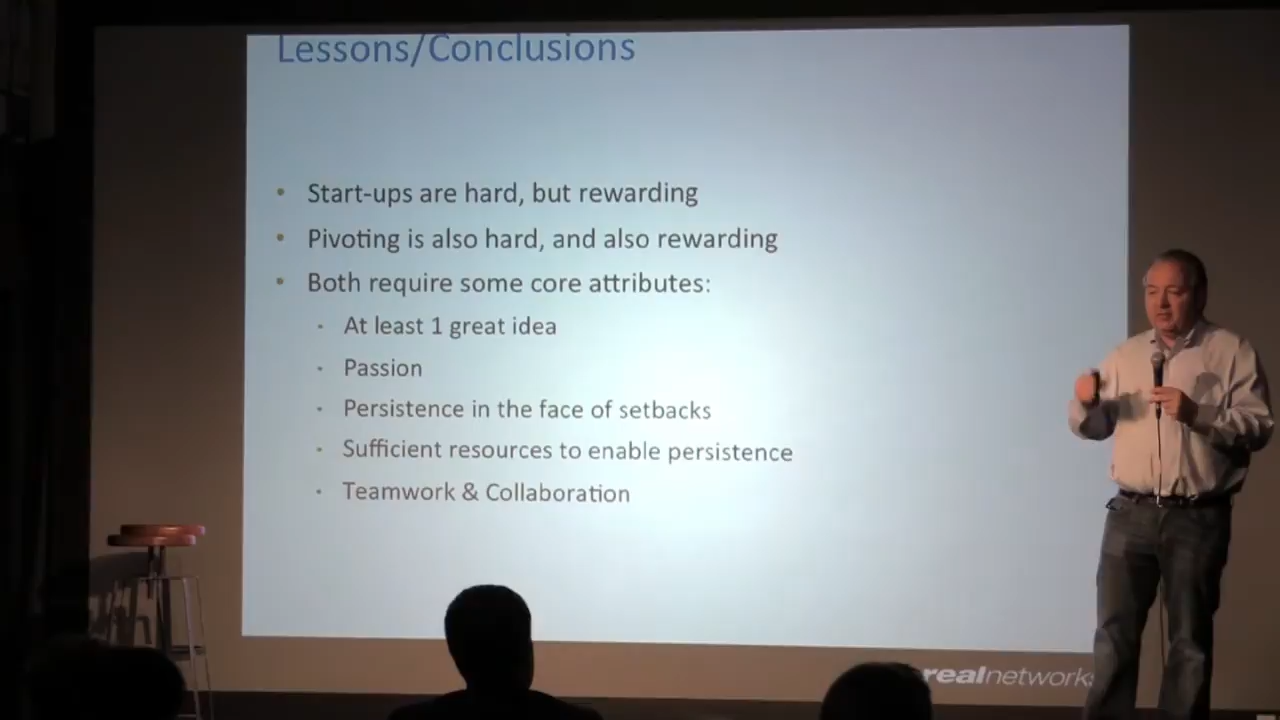 Lessons/Conclusions
• Start-ups are hard, but rewarding
• Pivoting is also hard, and also rewarding
• Both require some core attributes:
· At least 1 great idea
· Passion
· Persistence in the face of setbacks
· Sufficient resources to enable persistence
· Teamwork & Collaboration
realnetworks